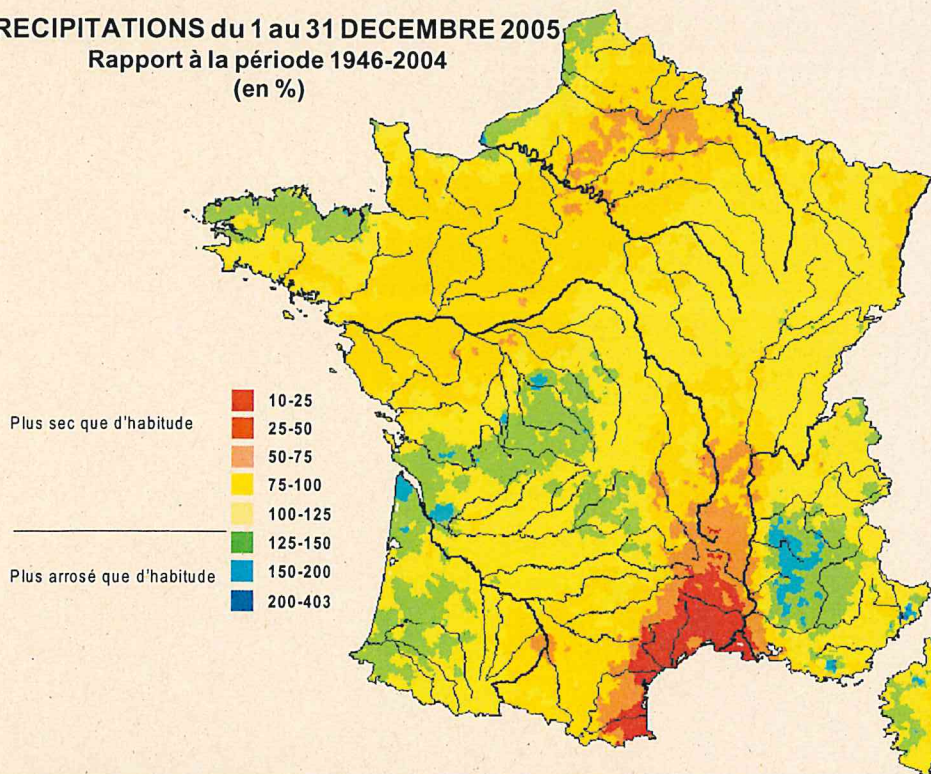 RECIPITATIONS du 1 au 31 DECEMBRE 2005
Rapport à la période 1946-2004
(en %)
Plus sec que d'habitude
10-25
25-50
50-75
75-100
100-125
125-150
Plus arrosé que d'habitude
150-200
200-403